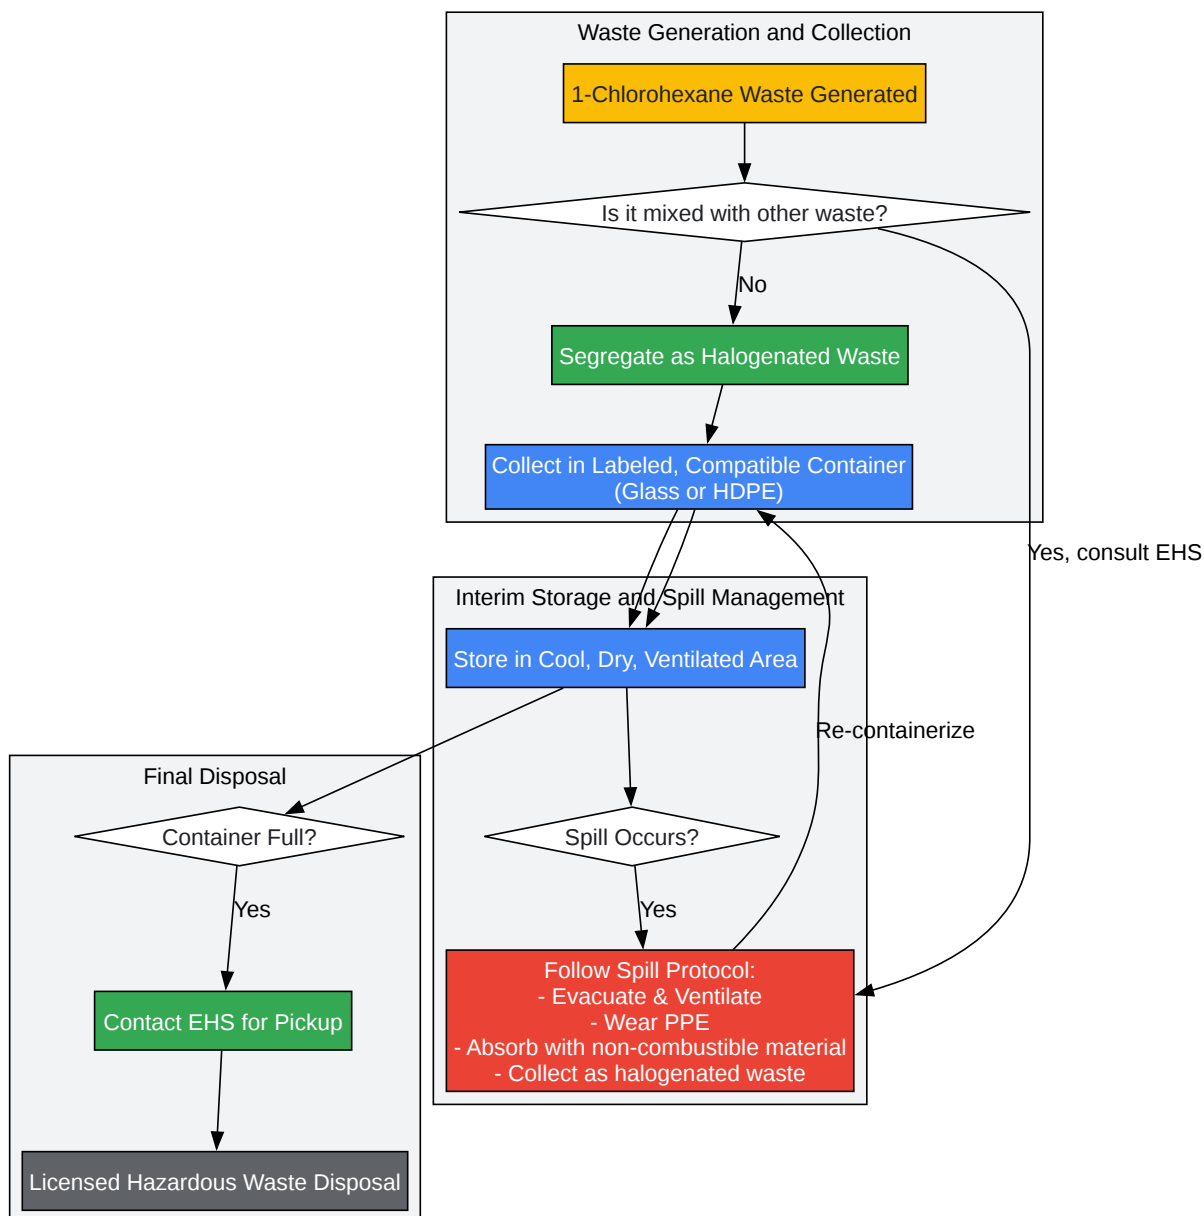 Waste Generation and Collection
1-Chlorohexane Waste Generated
Is it mixed with other waste?
No
Segregate as Halogenated Waste
Collect in Labeled, Compatible Container
(Glass or HDPE)
Yes, consult EHS
Interim Storage and Spill Management
Store in Cool, Dry, Ventilated Area
Re-containerize
Final Disposal
Container Full?
Spill Occurs?
Yes
Yes
Follow Spill Protocol:
- Evacuate & Ventilate
- Wear PPE
- Absorb with non-combustible material
- Collect as halogenated waste
Contact EHS for Pickup
Licensed Hazardous Waste Disposal